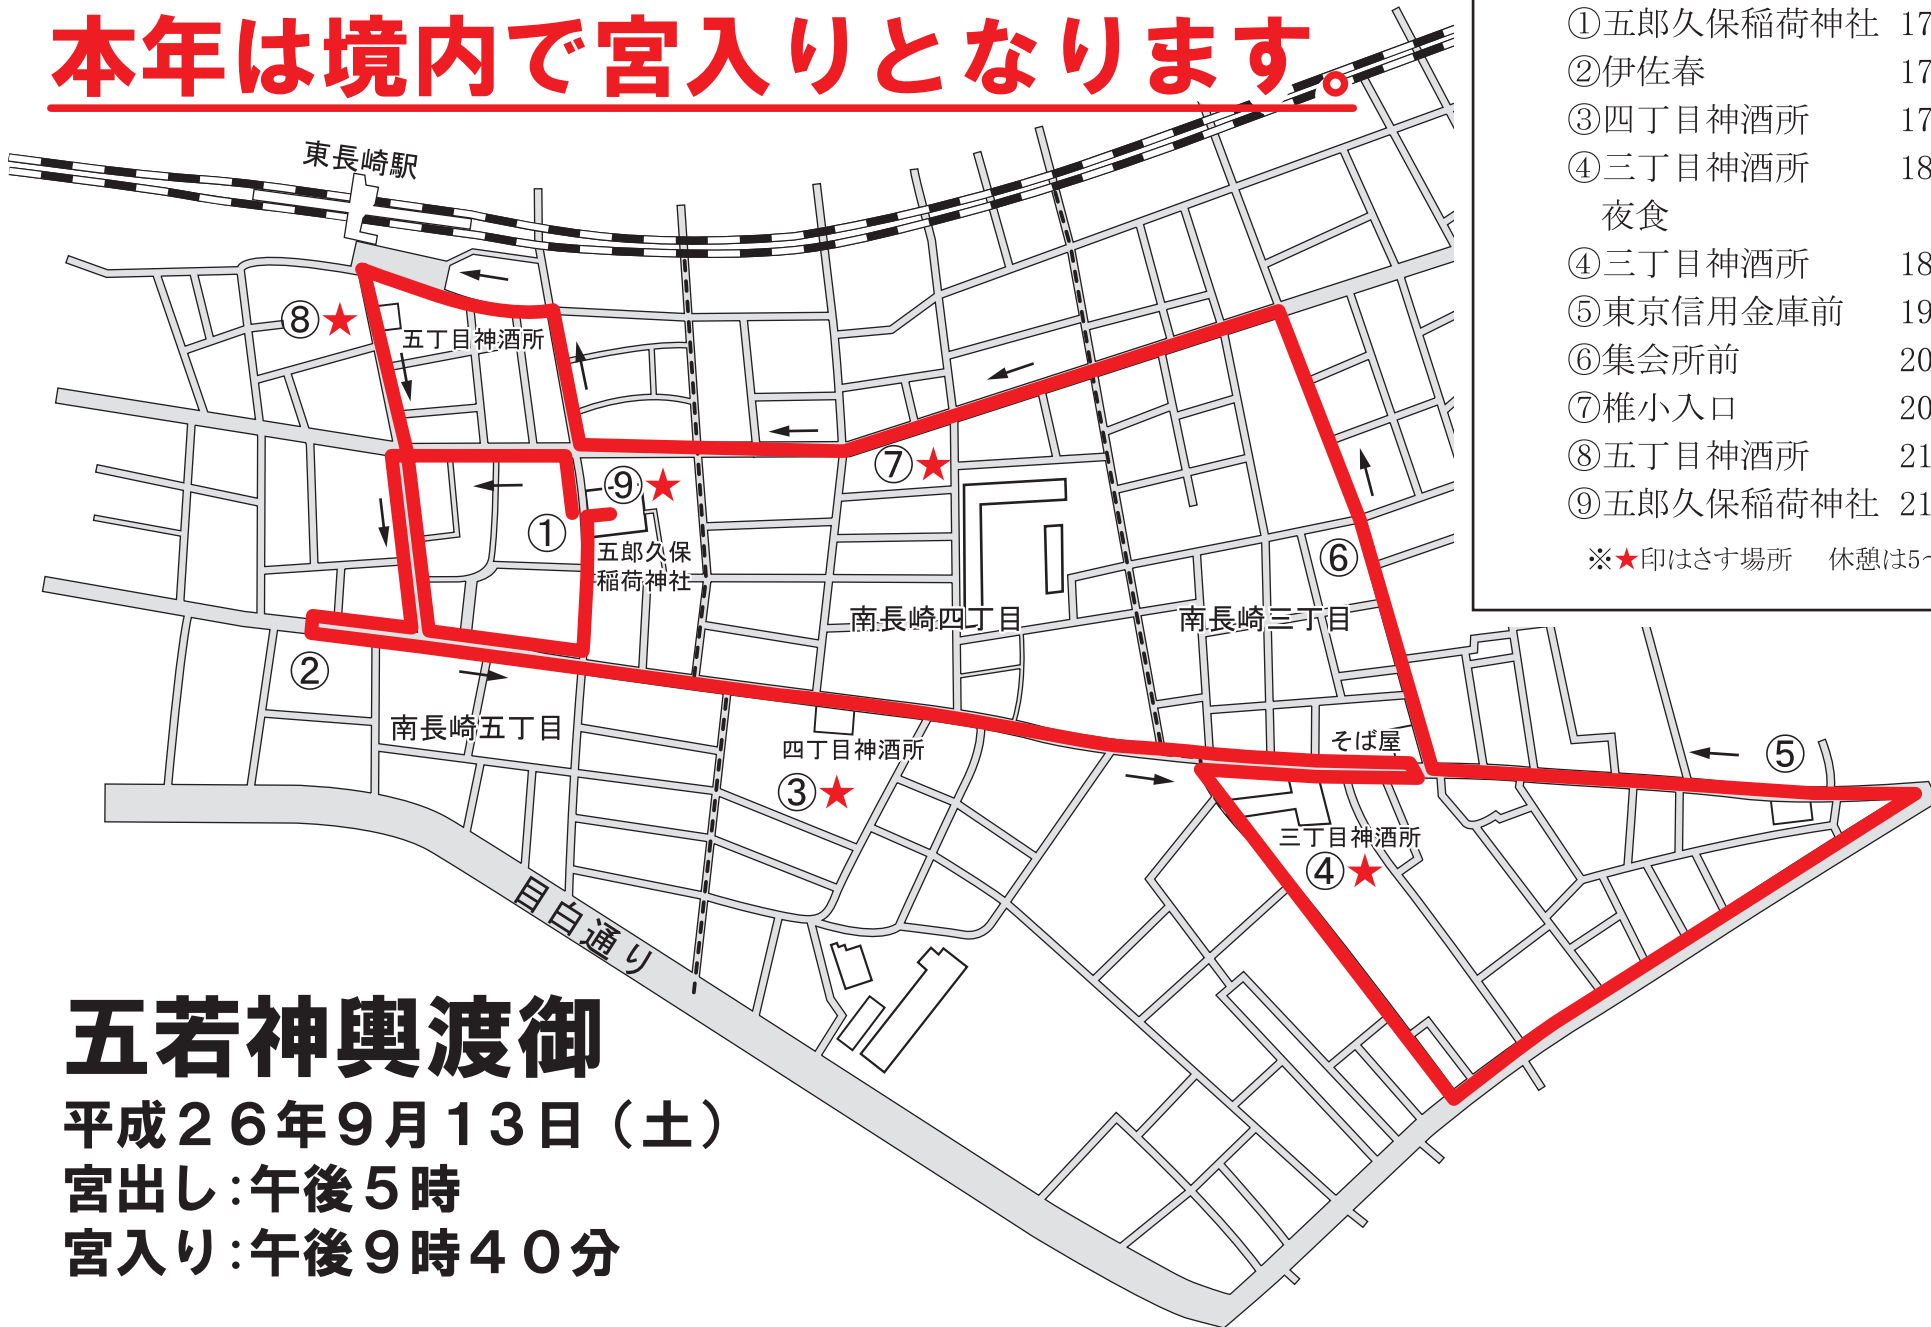 本年は境内で宮入りとなります。
①五郎久保稲荷神社 17
②伊佐春 17
③四丁目神酒所 17
④三丁目神酒所 18
夜食
④三丁目神酒所 18
⑤東京信用金庫前 19
⑥集会所前 20
⑦椎小入口 20
⑧五丁目神酒所 21
⑨五郎久保稲荷神社 21
※★印はさす場所 休憩は5~
東長崎駅
⑧★
五丁目神酒所
⑦★
⑨★
①
五郎久保
稲荷神社
⑥
南長崎四丁目
南長崎三丁目
②
南長崎五丁目
四丁目神酒所
③★
そば屋
⑤
三丁目神酒所
④★
目白通り
五若神輿渡御
平成26年9月13日(土)
宮出し:午後5時
宮入り:午後9時40分